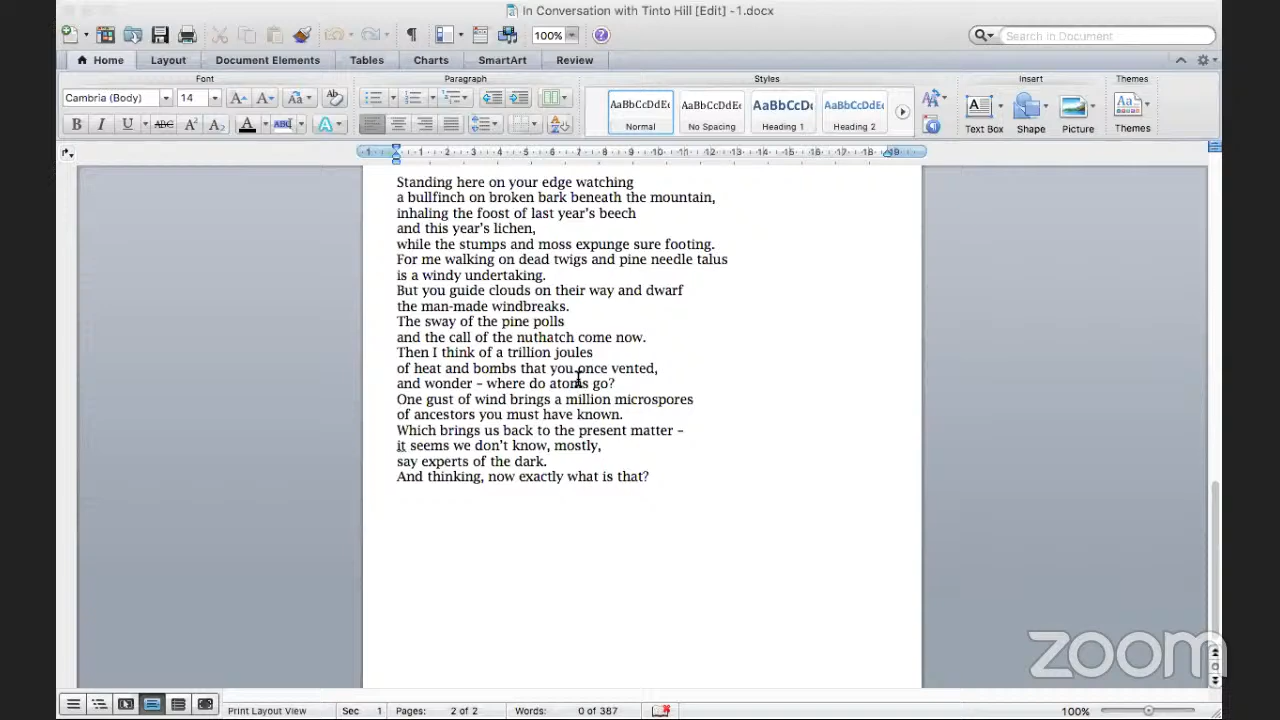 In Conversation with Tinto Hill [Edit] -1.docx
100%
Search In Document
Home Layout Document Elements Tables Charts SmartArt Review
Font Paragraph Styles Insert Themes
Cambria (Body) 14
AaBbCcDdEe AaBbCcDdEe AaBbCcDd AaBbCcDdEe
Normal No Spacing Heading 1 Heading 2
Text Box Shape Picture Themes
Standing here on your edge watching
a bullfinch on broken bark beneath the mountain,
inhaling the foost of last year's beech
and this year's lichen,
while the stumps and moss expunge sure footing.
For me walking on dead twigs and pine needle talus
is a windy undertaking.
But you guide clouds on their way and dwarf
the man-made windbreaks.
The sway of the pine polls
and the call of the nuthatch come now.
Then I think of a trillion joules
of heat and bombs that you once vented,
and wonder – where do atoms go?
One gust of wind brings a million microspores
of ancestors you must have known.
Which brings us back to the present matter –
it seems we don't know, mostly,
say experts of the dark.
And thinking, now exactly what is that?
zoom
Print Layout View Sec 1 Pages: 2 of 2 Words: 0 of 387 100%